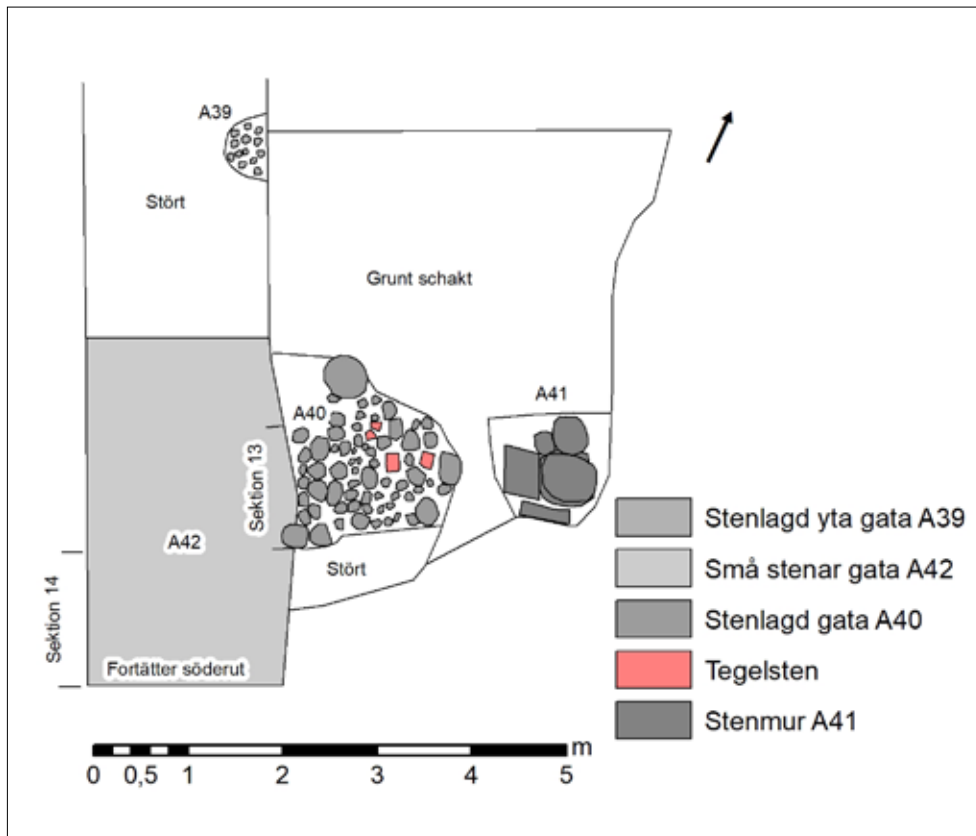 A39
Stört
Grunt schakt
A41
A40
Sektion 13
A42
Stört
Sektion 14
Fortätter söderut
Stenlagd yta gata A39
Små stenar gata A42
Stenlagd gata A40
Tegelsten
Stenmur A41
m
0 0,5 1 2 3 4 5